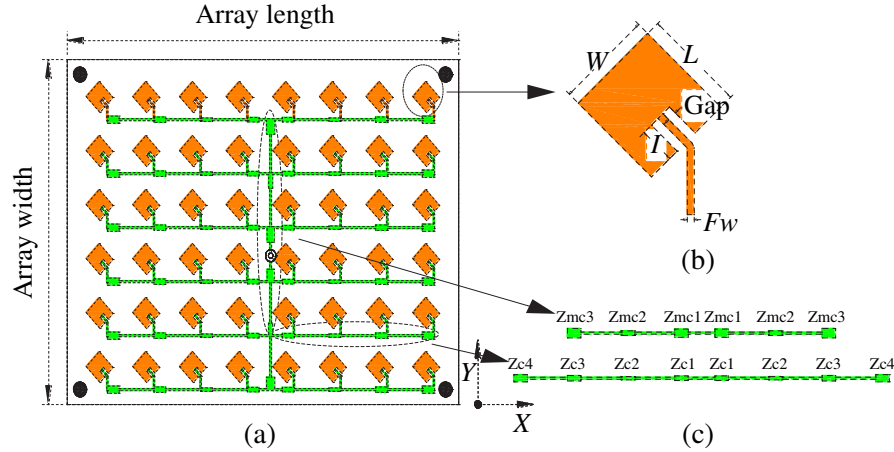 Array length
Array width
W
L
Gap
I
Fw
(b)
Zmc3 Zmc2 Zmc1 Zmc1 Zmc2 Zmc3
Zc4 Zc3 Zc2 Zc1 Zc1 Zc2 Zc3 Zc4
Y
X
(a)
(c)